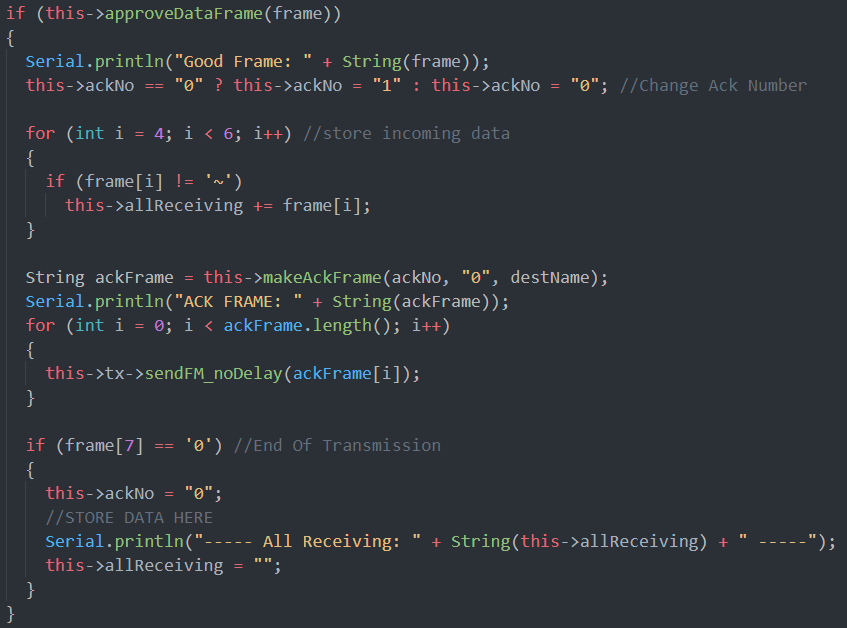 if (this->approveDataFrame(frame))
{
  Serial.println("Good Frame: " + String(frame));
  this->ackNo == "0" ? this->ackNo = "1" : this->ackNo = "0"; //Change Ack Number
  for (int i = 4; i < 6; i++) //store incoming data
  {
    if (frame[i] != '~')
      this->allReceiving += frame[i];
  }
  String ackFrame = this->makeAckFrame(ackNo, "0", destName);
  Serial.println("ACK FRAME: " + String(ackFrame));
  for (int i = 0; i < ackFrame.length(); i++)
  {
    this->tx->sendFM_noDelay(ackFrame[i]);
  }
  if (frame[7] == '0') //End Of Transmission
  {
    this->ackNo = "0";
    //STORE DATA HERE
    Serial.println("----- All Receiving: " + String(this->allReceiving) + " -----");
    this->allReceiving = "";
  }
}